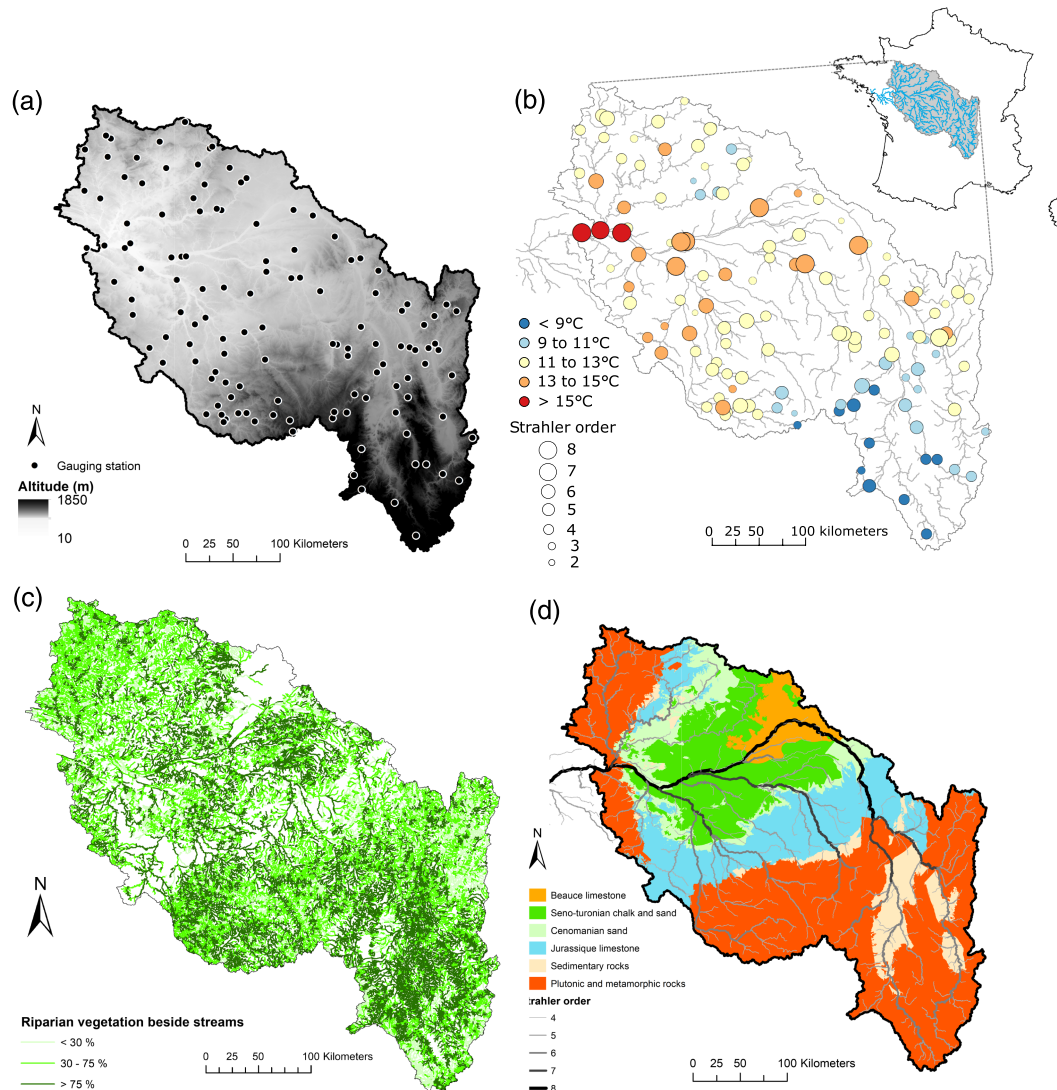 (a)
N
Gauging station
Altitude (m)
1850
10
0 25 50 100 Kilometers
(b)
< 9°C
9 to 11°C
11 to 13°C
13 to 15°C
> 15°C
Strahler order
8
7
6
5
4
3
2
0 25 50 100 kilometers
(c)
N
Riparian vegetation beside streams
< 30 %
30 - 75 %
> 75 %
0 25 50 100 Kilometers
(d)
N
Beauce limestone
Seno-turonian chalk and sand
Cenomanian sand
Jurassique limestone
Sedimentary rocks
Plutonic and metamorphic rocks
trahler order
4
5
6
7
8
0 25 50 100 Kilometers